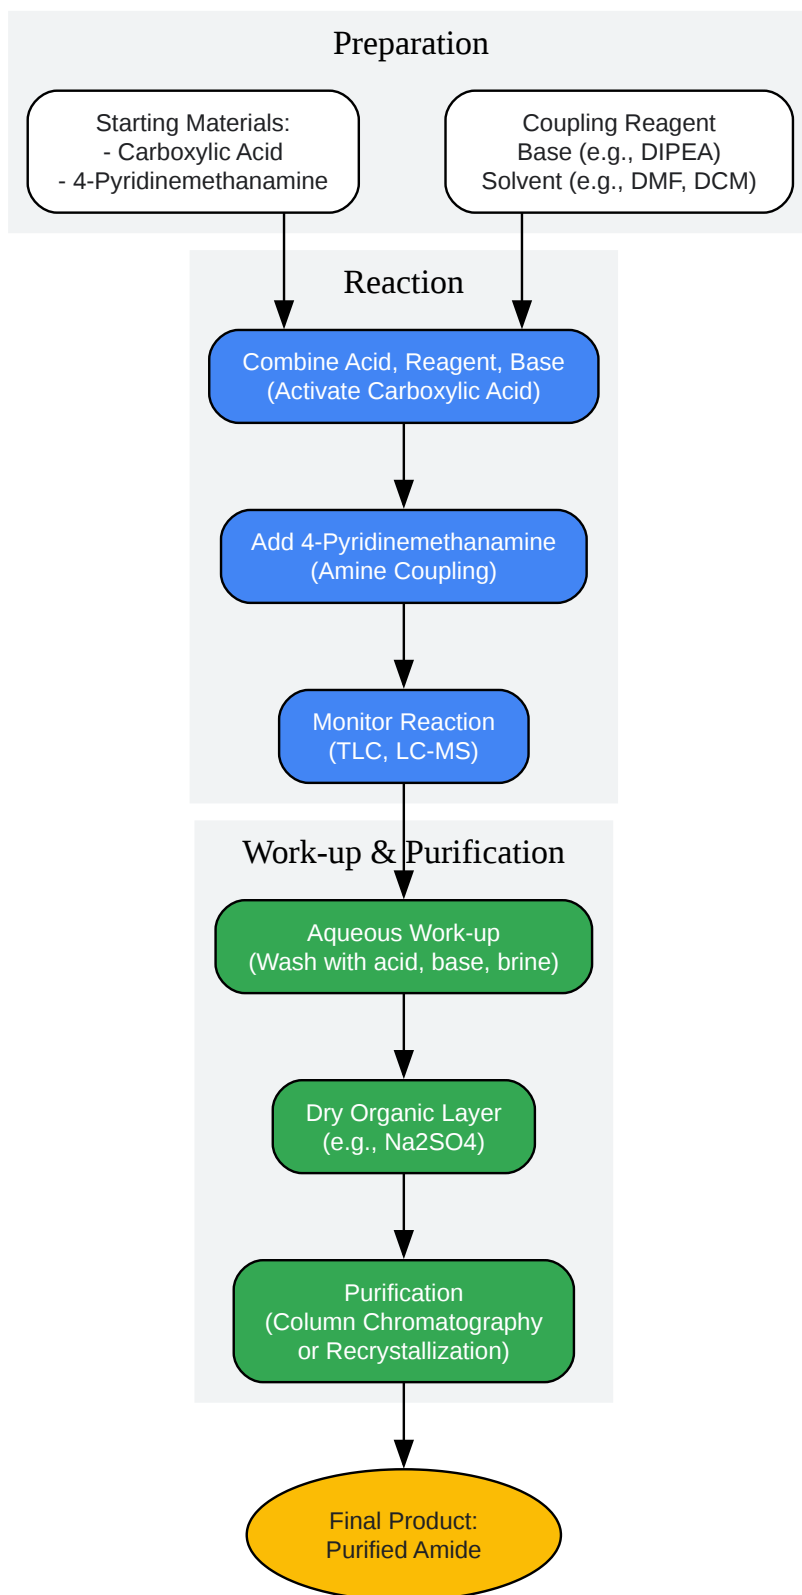 Preparation
Starting Materials:
- Carboxylic Acid
- 4-Pyridinemethanamine
Coupling Reagent
Base (e.g., DIPEA)
Solvent (e.g., DMF, DCM)
Reaction
Combine Acid, Reagent, Base
(Activate Carboxylic Acid)
Add 4-Pyridinemethanamine
(Amine Coupling)
Monitor Reaction
(TLC, LC-MS)
Work-up & Purification
Aqueous Work-up
(Wash with acid, base, brine)
Dry Organic Layer
(e.g., Na2SO4)
Purification
(Column Chromatography
or Recrystallization)
Final Product:
Purified Amide